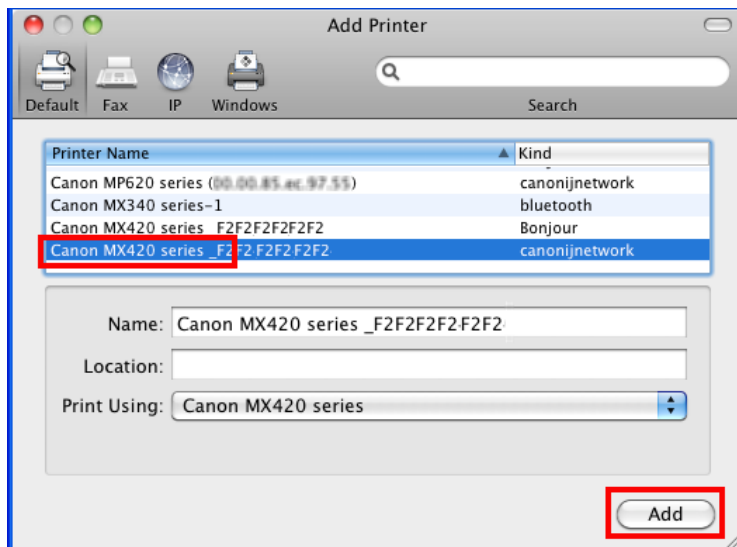 Add Printer
Default Fax IP Windows Search
Printer Name Kind
Canon MP620 series ( ) canonijnetwork
Canon MX340 series-1 bluetooth
Canon MX420 series _F2F2F2F2F2F2 Bonjour
Canon MX420 series _F2F2F2F2F2F2 canonijnetwork
Name: Canon MX420 series _F2F2F2F2F2F2
Location:
Print Using: Canon MX420 series
Add